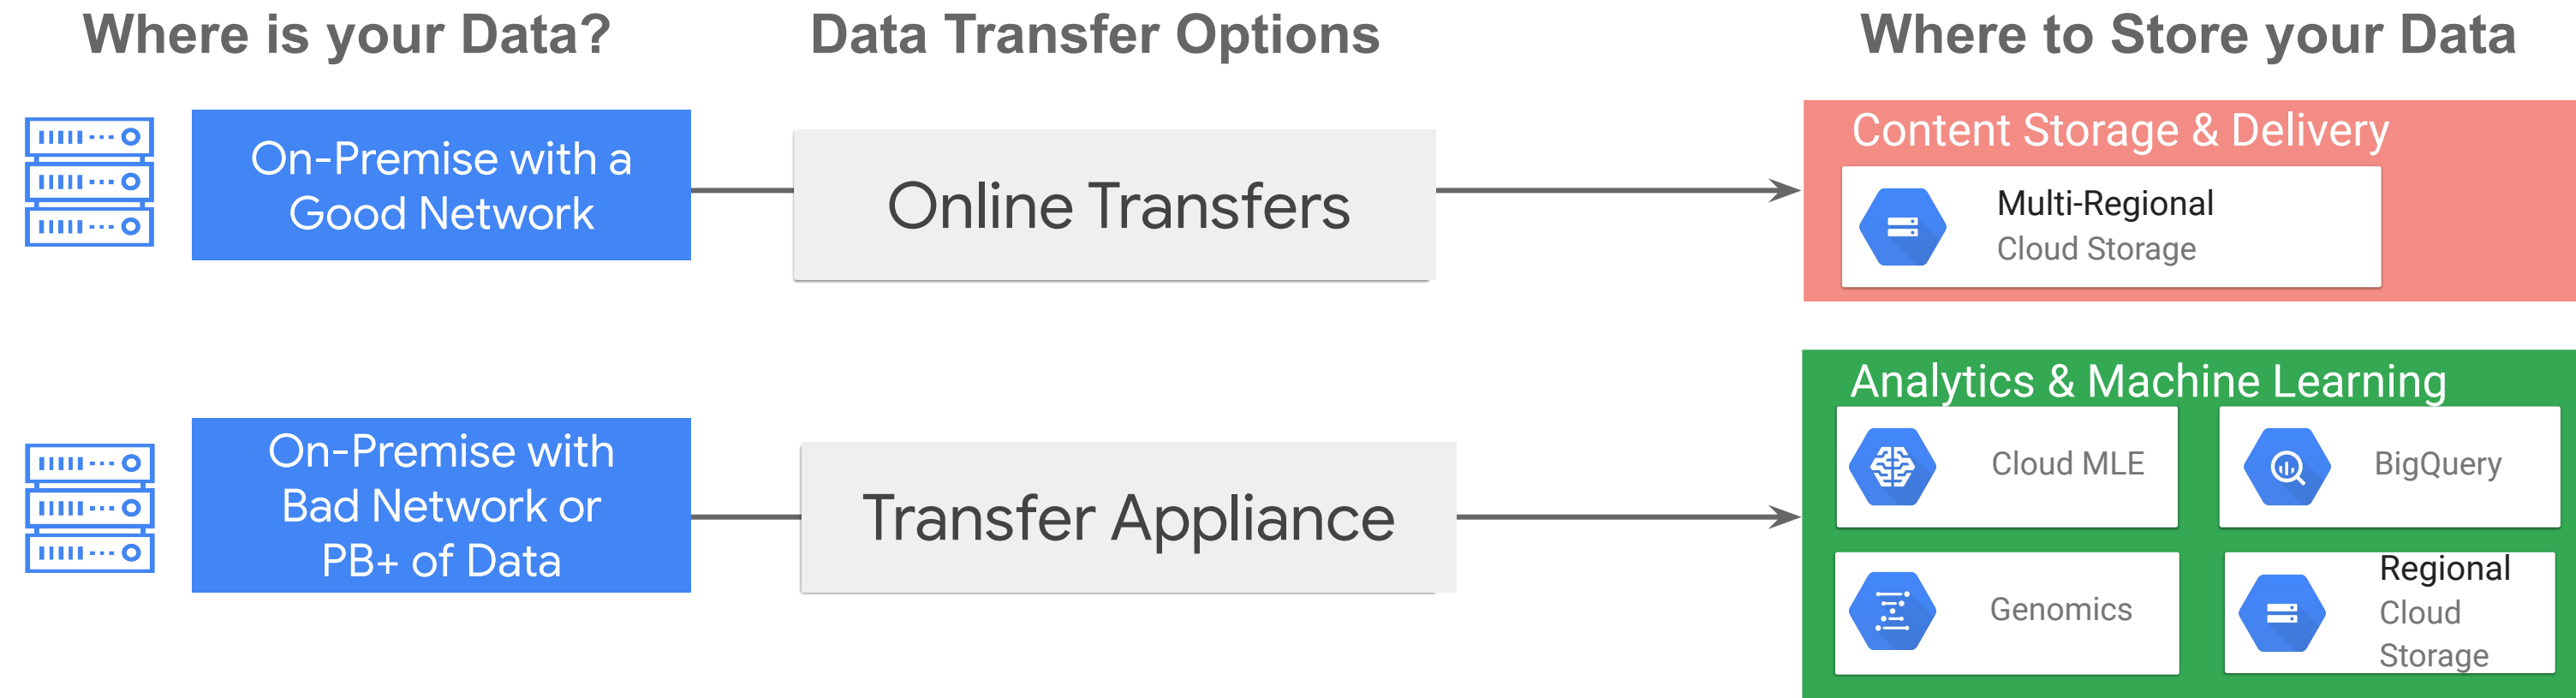 Where is your Data?
Data Transfer Options
Where to Store your Data
On-Premise with a
Good Network
Online Transfers
Content Storage & Delivery
Multi-Regional
Cloud Storage
On-Premise with
Bad Network or
PB+ of Data
Transfer Appliance
Analytics & Machine Learning
Cloud MLE
BigQuery
Genomics
Regional
Cloud
Storage